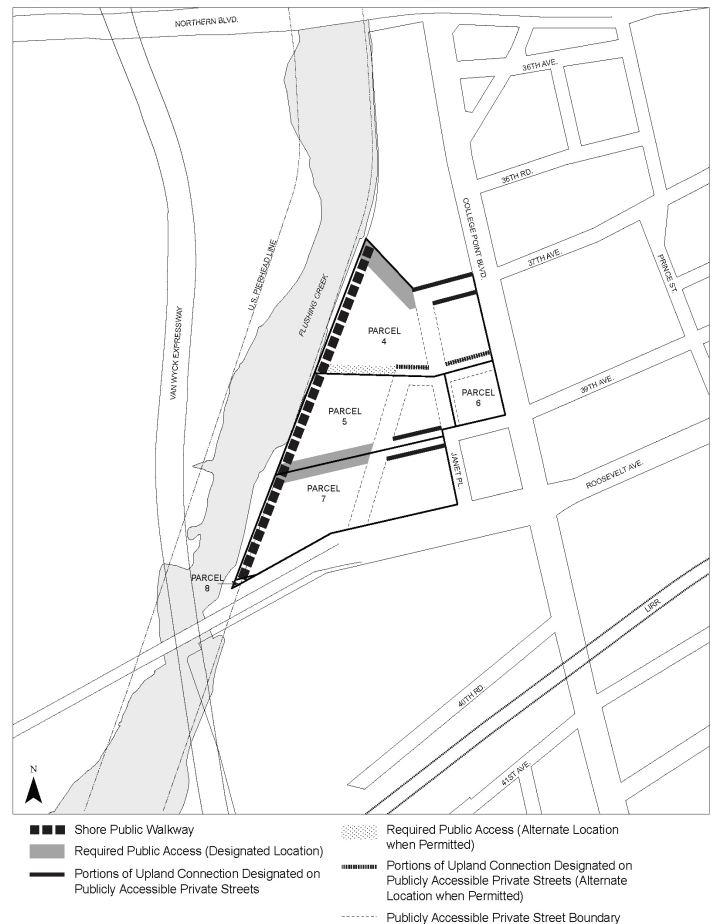 NORTHERN BLVD.
36TH AVE.
36TH RD.
COLLEGE POINT BLVD.
37TH AVE.
PRINCE ST.
U.S. PIERHEAD LINE
FLUSHING CREEK
VAN WYCK EXPRESSWAY
PARCEL
4
39TH AVE.
PARCEL
6
PARCEL
5
JANET PL.
ROOSEVELT AVE.
PARCEL
7
PARCEL
8
LIRR
40TH RD.
41ST AVE.
N
Shore Public Walkway
Required Public Access (Designated Location)
Portions of Upland Connection Designated on
Publicly Accessible Private Streets
Required Public Access (Alternate Location
when Permitted)
Portions of Upland Connection Designated on
Publicly Accessible Private Streets (Alternate
Location when Permitted)
Publicly Accessible Private Street Boundary